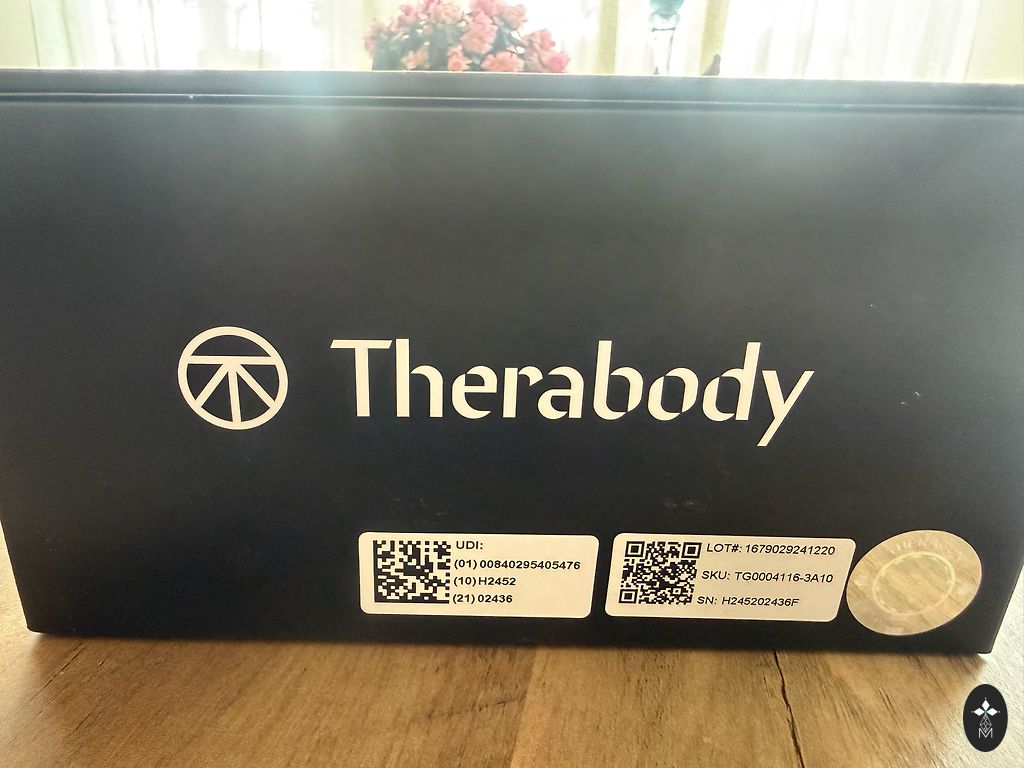 Therabody
UDI:
(01) 00840295405476
(10) H2452
(21) 02436
LOT#: 1679029241220
SKU: TG0004116-3A10
SN: H245202436F
M